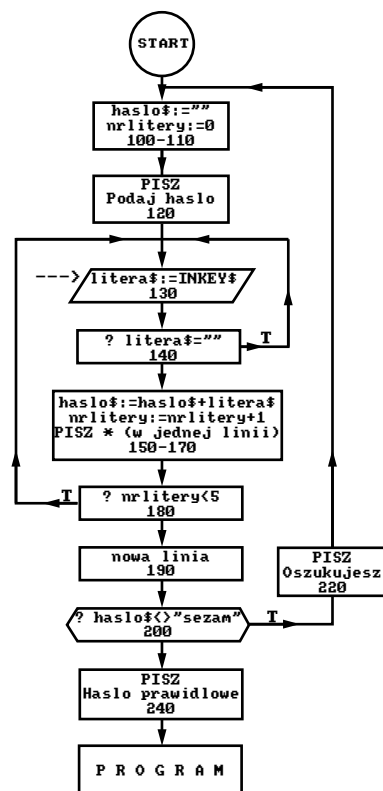 START
haslo$:=""
nrlitery:=0
100-110
PISZ
Podaj haslo
120
--->
litera$:=INKEY$
130
? litera$=""
140
T
haslo$:=haslo$+litera$
nrlitery:=nrlitery+1
PISZ * (w jednej linii)
150-170
T
? nrlitery<5
180
nowa linia
190
PISZ
Oszukujesz
220
? haslo$<>"sezam"
200
T
PISZ
Haslo prawidlowe
240
P R O G R A M